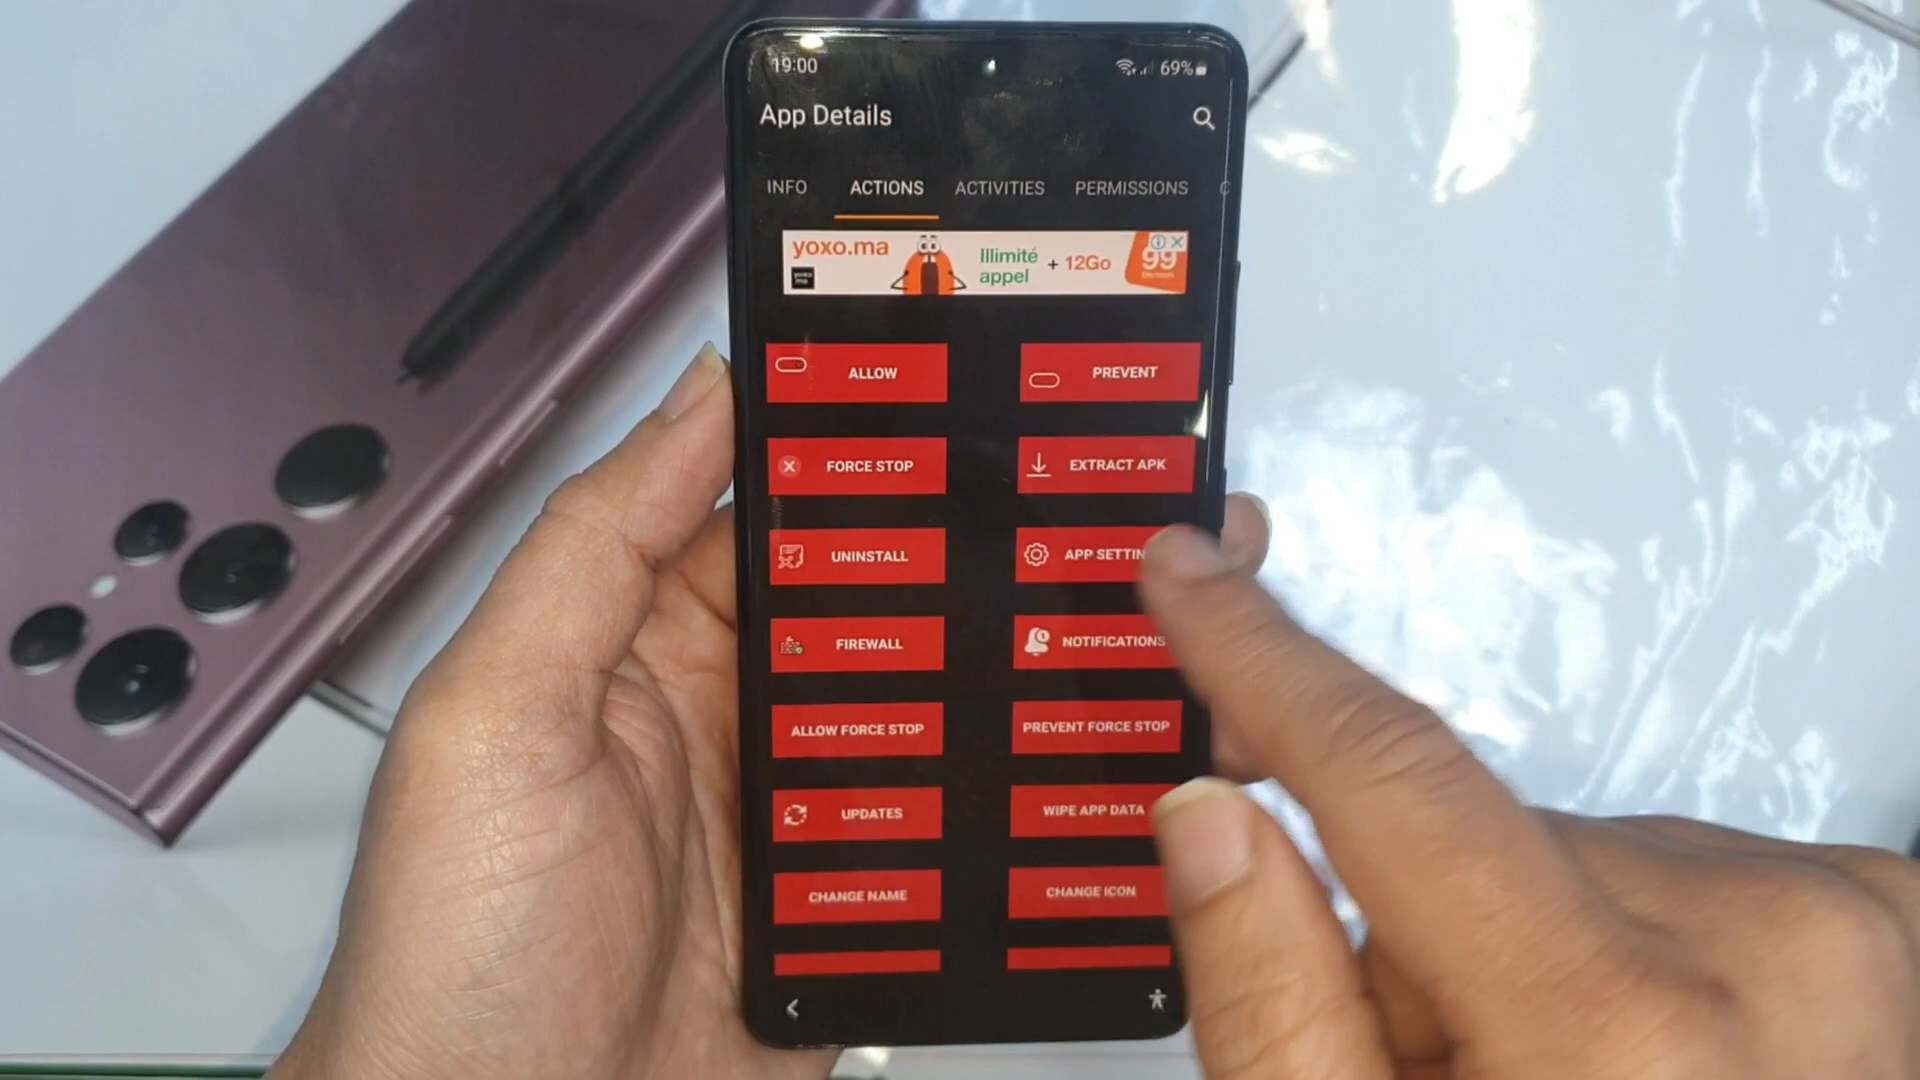 19:00 69%
App Details
INFO ACTIONS ACTIVITIES PERMISSIONS C
yoxo.ma
Illimité
appel
+ 12Go
99
ALLOW PREVENT
FORCE STOP EXTRACT APK
UNINSTALL APP SETTIN
FIREWALL NOTIFICATIONS
ALLOW FORCE STOP PREVENT FORCE STOP
UPDATES WIPE APP DATA
CHANGE NAME CHANGE ICON